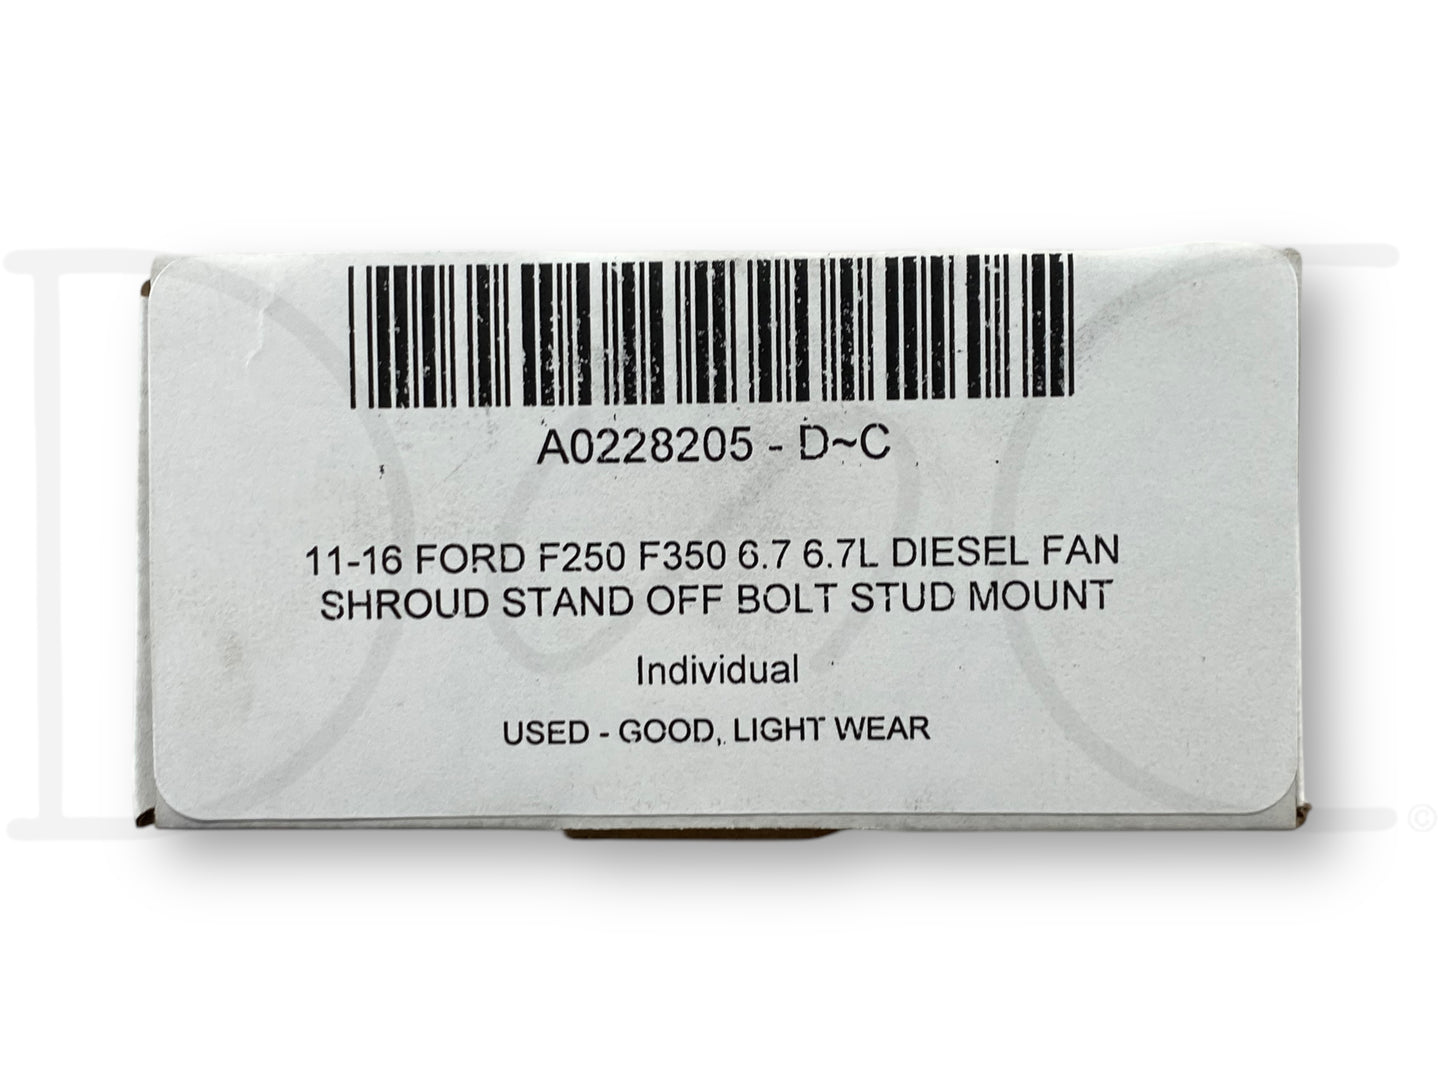 A0228205 - D~C
11-16 FORD F250 F350 6.7 6.7L DIESEL FAN
SHROUD STAND OFF BOLT STUD MOUNT
Individual
USED - GOOD, LIGHT WEAR
©